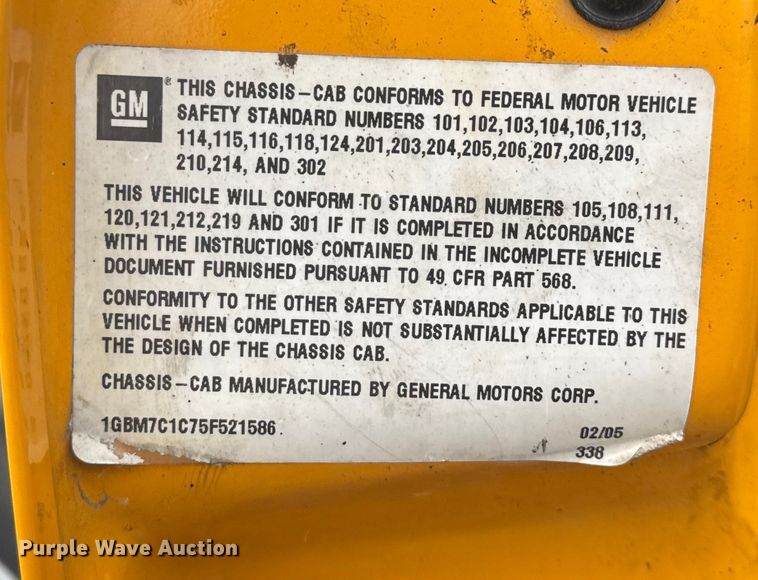 GM
® THIS CHASSIS-CAB CONFORMS TO FEDERAL MOTOR VEHICLE
SAFETY STANDARD NUMBERS 101,102,103,104,106,113,
114,115,116,118,124,201,203,204,205,206,207,208,209,
210,214, AND 302
THIS VEHICLE WILL CONFORM TO STANDARD NUMBERS 105,108,111,
120,121,212,219 AND 301 IF IT IS COMPLETED IN ACCORDANCE
WITH THE INSTRUCTIONS CONTAINED IN THE INCOMPLETE VEHICLE
DOCUMENT FURNISHED PURSUANT TO 49 CFR PART 568.
CONFORMITY TO THE OTHER SAFETY STANDARDS APPLICABLE TO THIS
VEHICLE WHEN COMPLETED IS NOT SUBSTANTIALLY AFFECTED BY THE
THE DESIGN OF THE CHASSIS CAB.
CHASSIS-CAB MANUFACTURED BY GENERAL MOTORS CORP.
1GBM7C1C75F521586
02/05
338
Purple Wave Auction